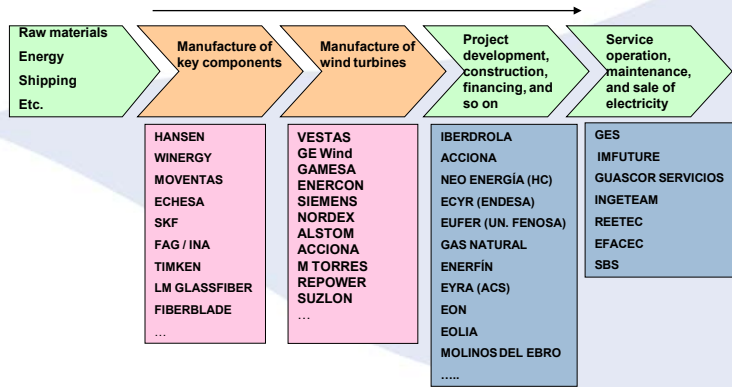 Raw materials
Energy
Shipping
Etc.
Manufacture of
key components
Manufacture of
wind turbines
Project
development,
construction,
financing, and
so on
Service
operation,
maintenance,
and sale of
electricity
HANSEN
WINERGY
MOVENTAS
ECHESA
SKF
FAG / INA
TIMKEN
LM GLASSFIBER
FIBERBLADE
...
VESTAS
GE Wind
GAMESA
ENERCON
SIEMENS
NORDEX
ALSTOM
ACCIONA
M TORRES
REPOWER
SUZLON
...
IBERDROLA
ACCIONA
NEO ENERGÍA (HC)
ECYR (ENDESA)
EUFER (UN. FENOSA)
GAS NATURAL
ENERFÍN
EYRA (ACS)
EON
EOLIA
MOLINOS DEL EBRO
.....
GES
IMFUTURE
GUASCOR SERVICIOS
INGETEAM
REETEC
EFACEC
SBS